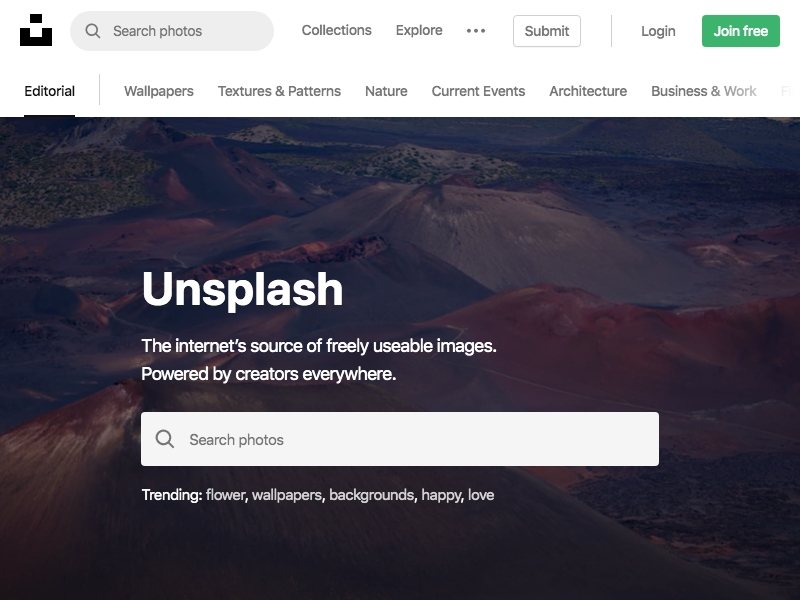 Search photos
Collections
Explore
Submit
Login
Join free
Editorial
Wallpapers
Textures & Patterns
Nature
Current Events
Architecture
Business & Work
Unsplash
The internet’s source of freely useable images.
Powered by creators everywhere.
Search photos
Trending: flower, wallpapers, backgrounds, happy, love